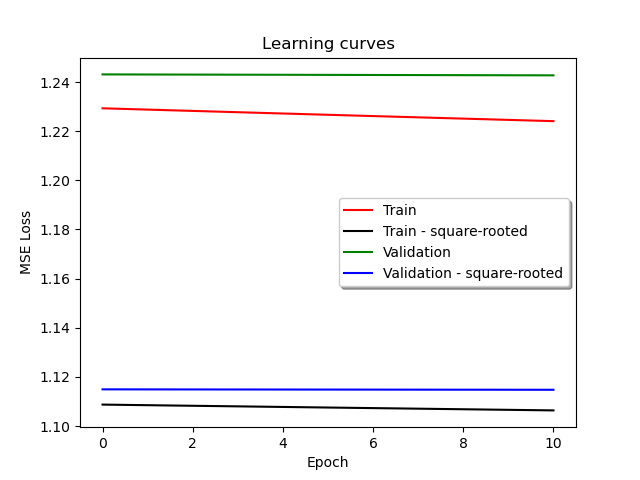 Learning curves
MSE Loss
1.24
1.22
1.20
1.18
1.16
1.14
1.12
1.10
Train
Train - square-rooted
Validation
Validation - square-rooted
0 2 4 6 8 10
Epoch